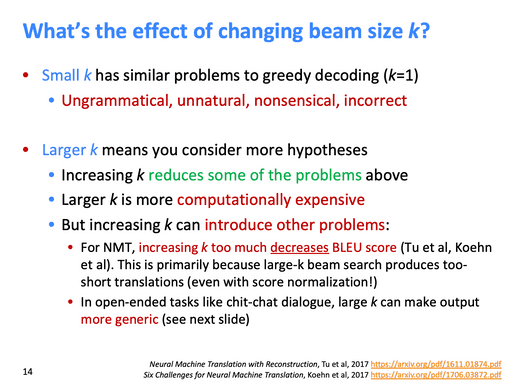 What's the effect of changing beam size k?
• Small k has similar problems to greedy decoding (k=1)
• Ungrammatical, unnatural, nonsensical, incorrect
• Larger k means you consider more hypotheses
• Increasing k reduces some of the problems above
• Larger k is more computationally expensive
• But increasing k can introduce other problems:
• For NMT, increasing k too much decreases BLEU score (Tu et al, Koehn
et al). This is primarily because large-k beam search produces too-
short translations (even with score normalization!)
• In open-ended tasks like chit-chat dialogue, large k can make output
more generic (see next slide)
Neural Machine Translation with Reconstruction, Tu et al, 2017 https://arxiv.org/pdf/1611.01874.pdf
Six Challenges for Neural Machine Translation, Koehn et al, 2017 https://arxiv.org/pdf/1706.03872.pdf
14